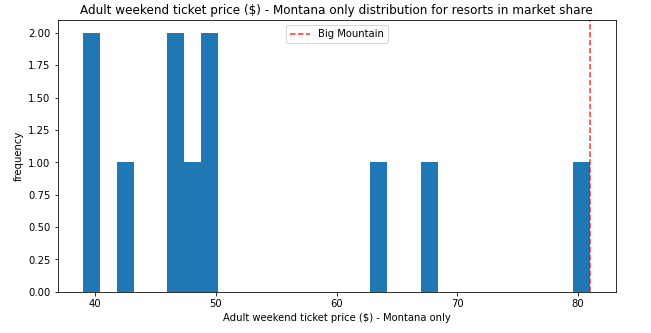 Adult weekend ticket price ($) - Montana only distribution for resorts in market share
Big Mountain
2.00
1.75
1.50
1.25
1.00
0.75
0.50
0.25
0.00
frequency
40 50 60 70 80
Adult weekend ticket price ($) - Montana only